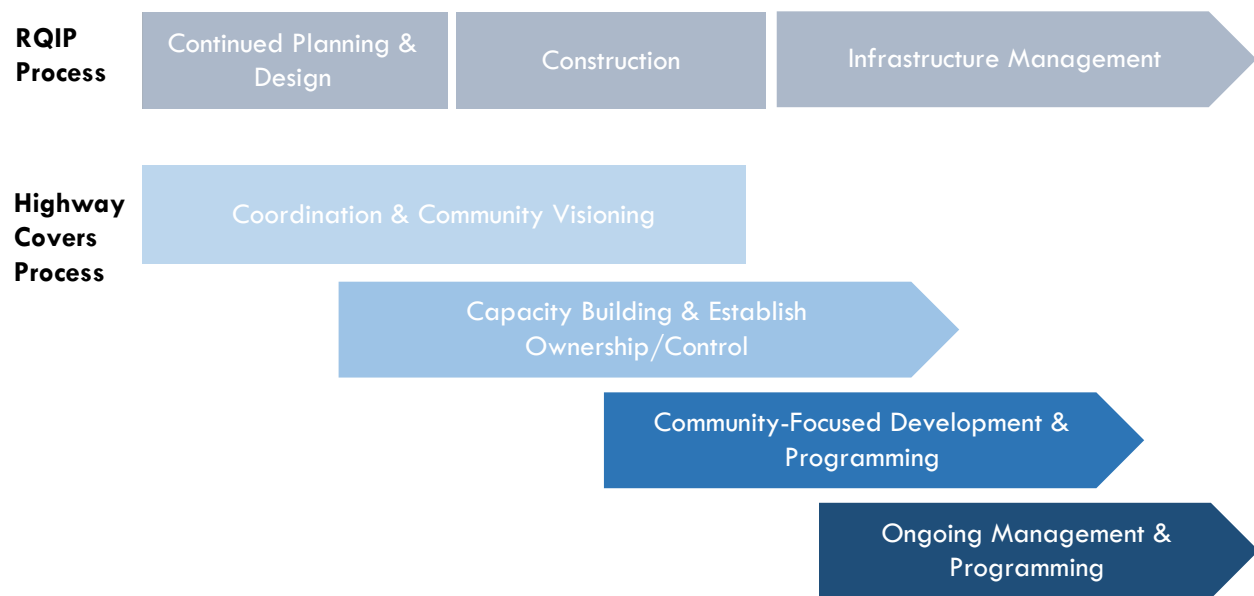 RQIP
Process
Continued Planning &
Design
Construction
Infrastructure Management
Highway
Covers
Process
Coordination & Community Visioning
Capacity Building & Establish
Ownership/Control
Community-Focused Development &
Programming
Ongoing Management &
Programming